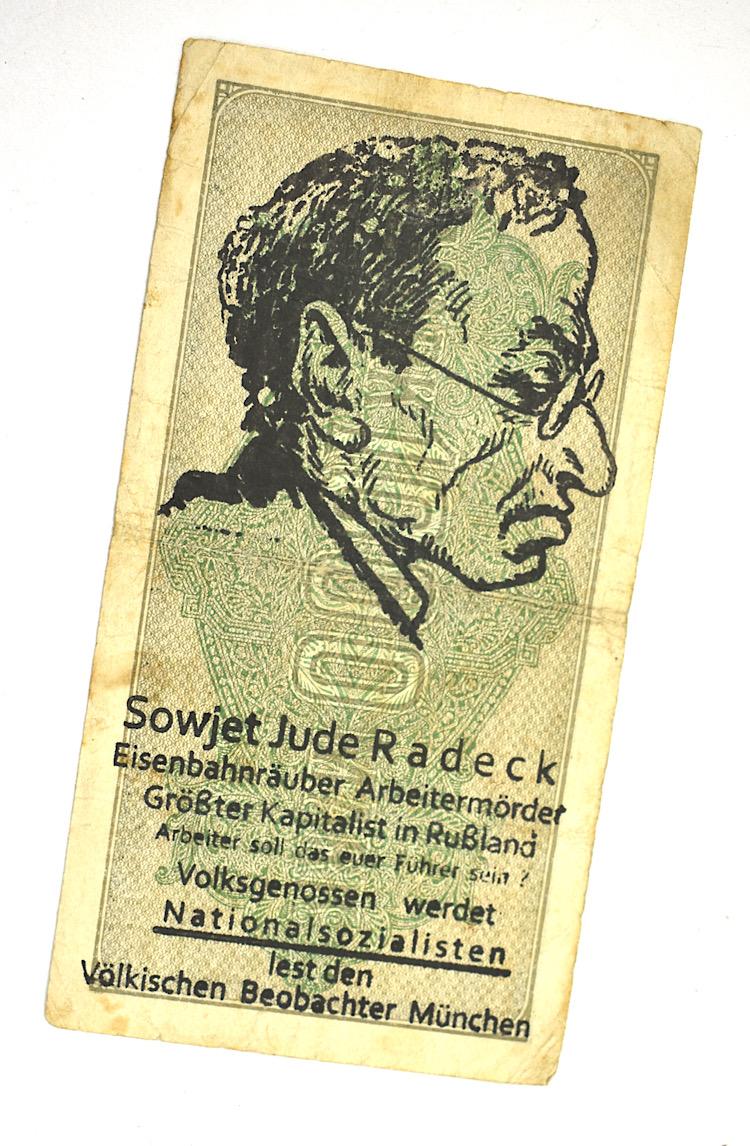 Sowjet Jude Radeck
Eisenbahnräuber Arbeitermörder
Größter Kapitalist in Rußland
Arbeiter soll das euer Führer sein ?
Volksgenossen werdet
Nationalsozialisten
lest den
Völkischen Beobachter München